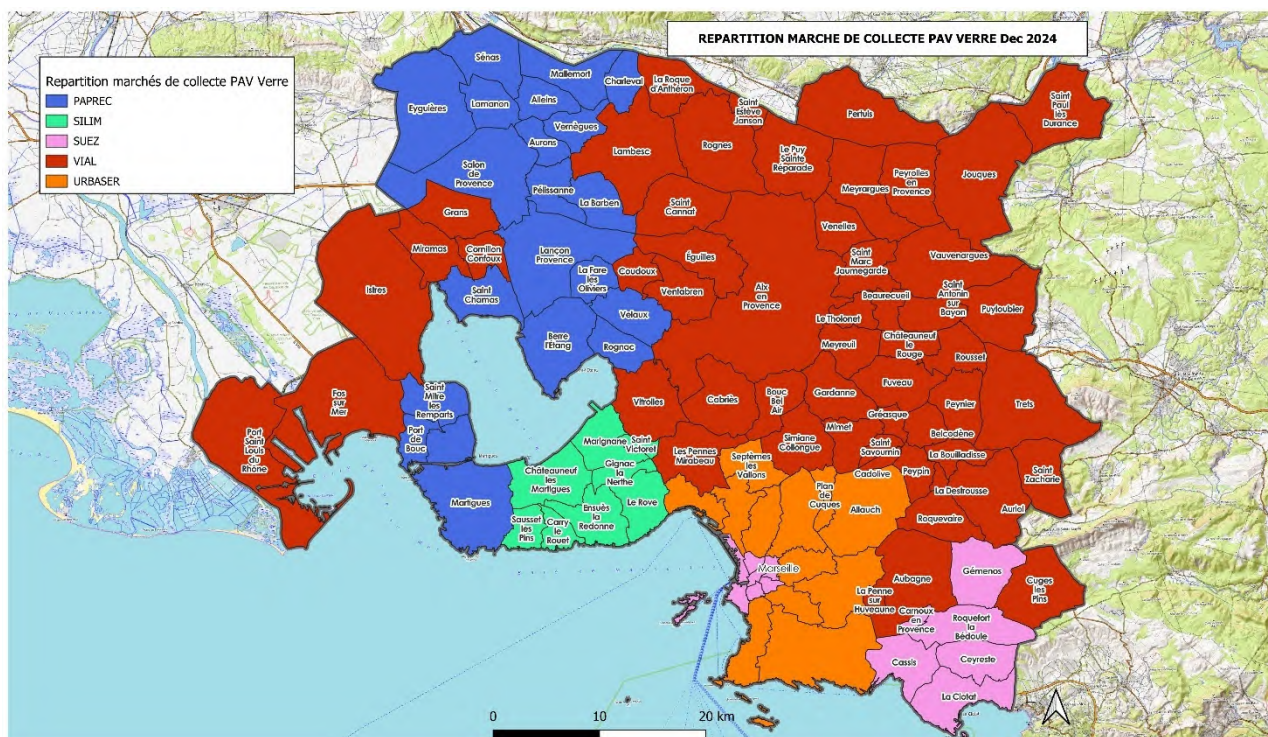 REPARTITION MARCHE DE COLLECTE PAV VERRE Dec 2024
Repartition marchés de collecte PAV Verre
PAPREC
SILIM
SUEZ
VIAL
URBASER
Sénas
Mallemort
Charleval
La Roque
d'Anthéron
Saint
Paul
lès
Durance
Eyguières
Lamanon
Alleins
Vernègues
Saint
Estève
Janson
Pertuis
Aurons
Lambesc
Rognes
Le Puy
Sainte
Réparade
Salon
de
Provence
Pélissanne
La Barben
Meyrargues
Peyrolles
en
Provence
Jouques
Grans
Saint
Cannat
Venelles
Miramas
Cornillon
Confoux
Lançon
Provence
Éguilles
Saint
Marc
Jaumegarde
Vauvenargues
Istres
Saint
Chamas
La Fare
les
Oliviers
Coudoux
Ventabren
Aix
en
Provence
Beaurecueil
Saint
Antonin
sur
Bayon
Puyloubier
Velaux
Le Tholonet
Berre
l'Étang
Rognac
Meyreuil
Châteauneuf
le
Rouge
Rousset
Fos
sur
Mer
Saint
Mitre
les
Remparts
Vitrolles
Cabriès
Bouc
Bel
Air
Gardanne
Fuveau
Peynier
Trets
Port
Saint
Louis
du
Rhône
Port
de
Bouc
Gréasque
Mimet
Belcodène
Marignane
Saint
Victoret
Les Pennes
Mirabeau
Simiane
Collongue
Saint
Savournin
La Bouilladisse
Septèmes
les
Vallons
Cadolive
Peypin
Saint
Zacharie
Châteauneuf
les
Martigues
Gignac
la
Nerthe
Plan
de
Cuques
La Destrousse
Martigues
Le Rove
Allauch
Roquevaire
Auriol
Sausset
les
Pins
Carry
le
Rouet
Ensuès
la
Redonne
Marseille
Aubagne
Gémenos
Cuges
les
Pins
La Penne
sur
Huveaune
Carnoux
en
Provence
Roquefort
la
Bédoule
Cassis
Ceyreste
La Ciotat
0 10 20 km